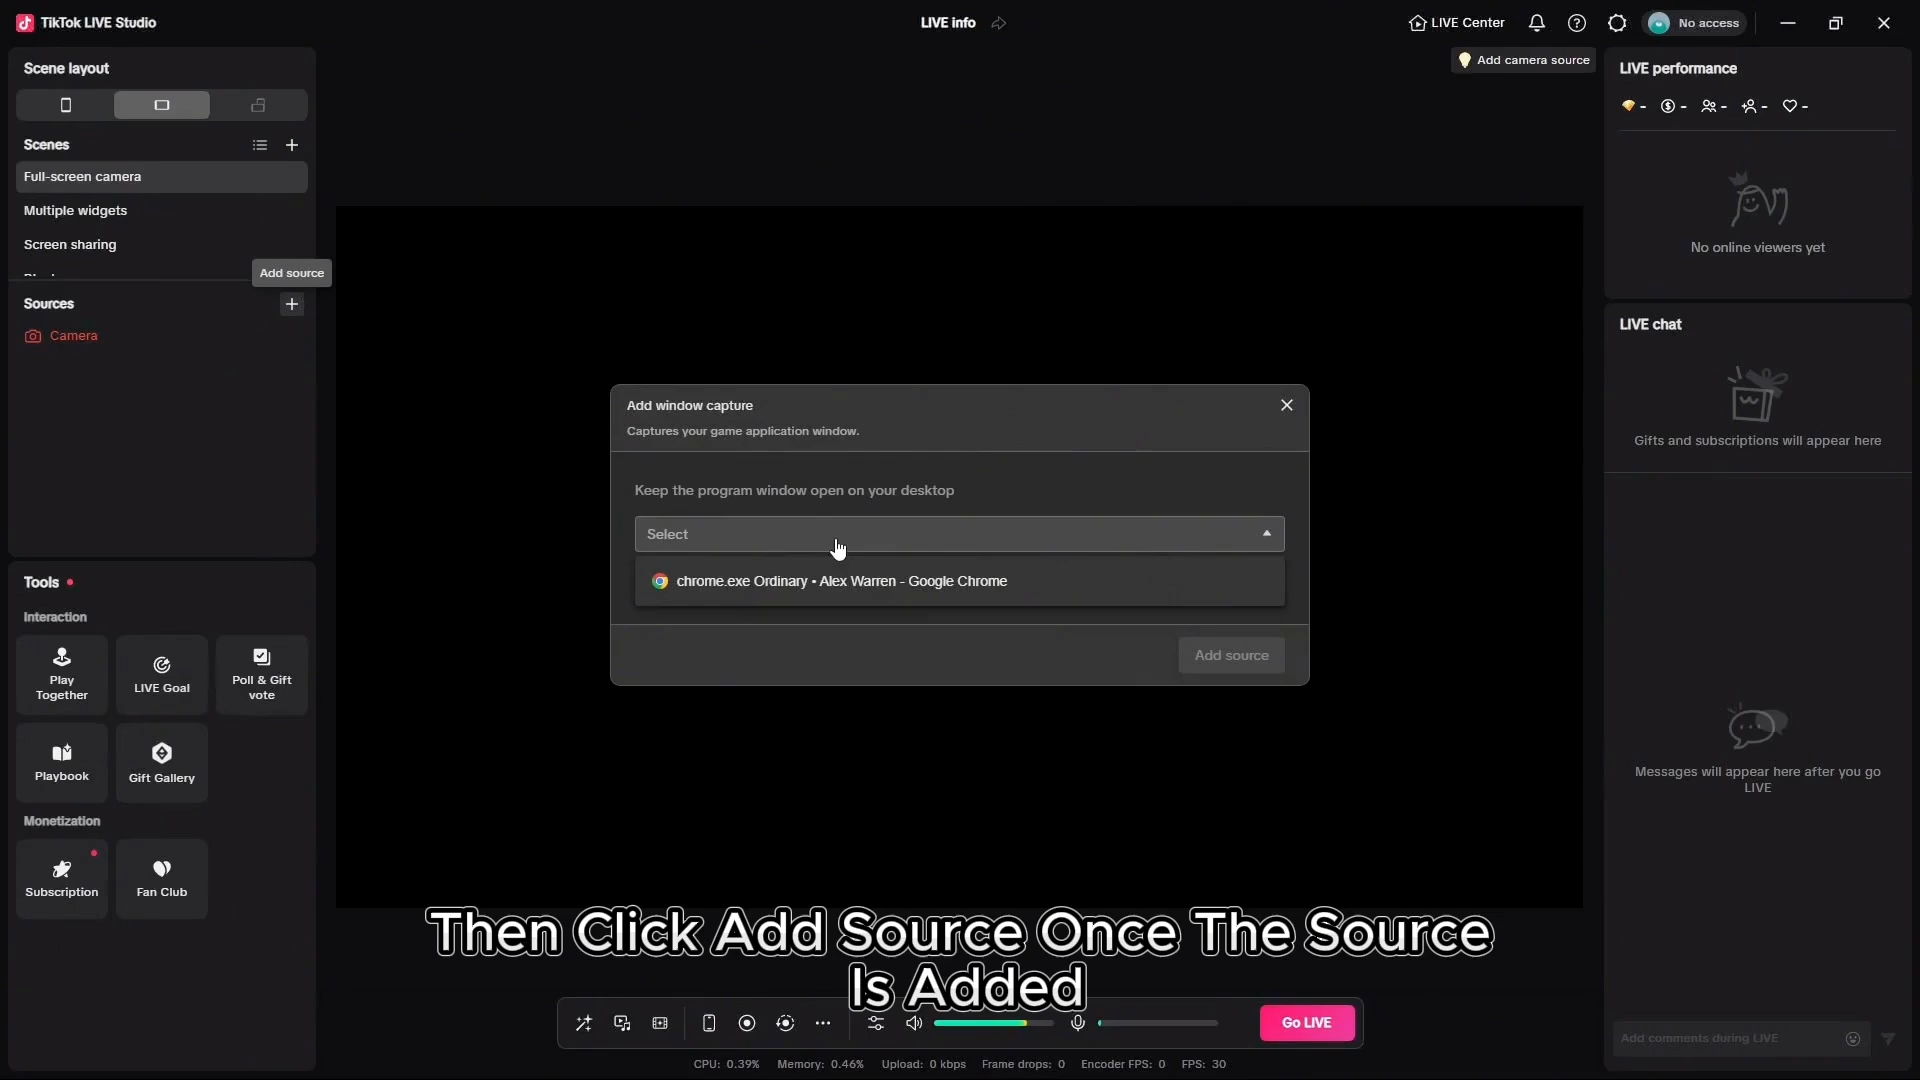 TikTok LIVE Studio
LIVE info
LIVE Center
No access
Add camera source
Scene layout
Scenes
Full-screen camera
Multiple widgets
Screen sharing
Add source
Sources
Camera
Tools
Interaction
Play
Together
LIVE Goal
Poll & Gift
vote
Playbook
Gift Gallery
Monetization
Subscription
Fan Club
Add window capture
Captures your game application window.
Keep the program window open on your desktop
Select
chrome.exe Ordinary • Alex Warren - Google Chrome
Add source
Then Click Add Source Once The Source
Is Added
Go LIVE
CPU: 0.39% Memory: 0.46% Upload: 0 kbps Frame drops: 0 Encoder FPS: 0 FPS: 30
LIVE performance
- - - - -
No online viewers yet
LIVE chat
Gifts and subscriptions will appear here
Messages will appear here after you go
LIVE
Add comments during LIVE